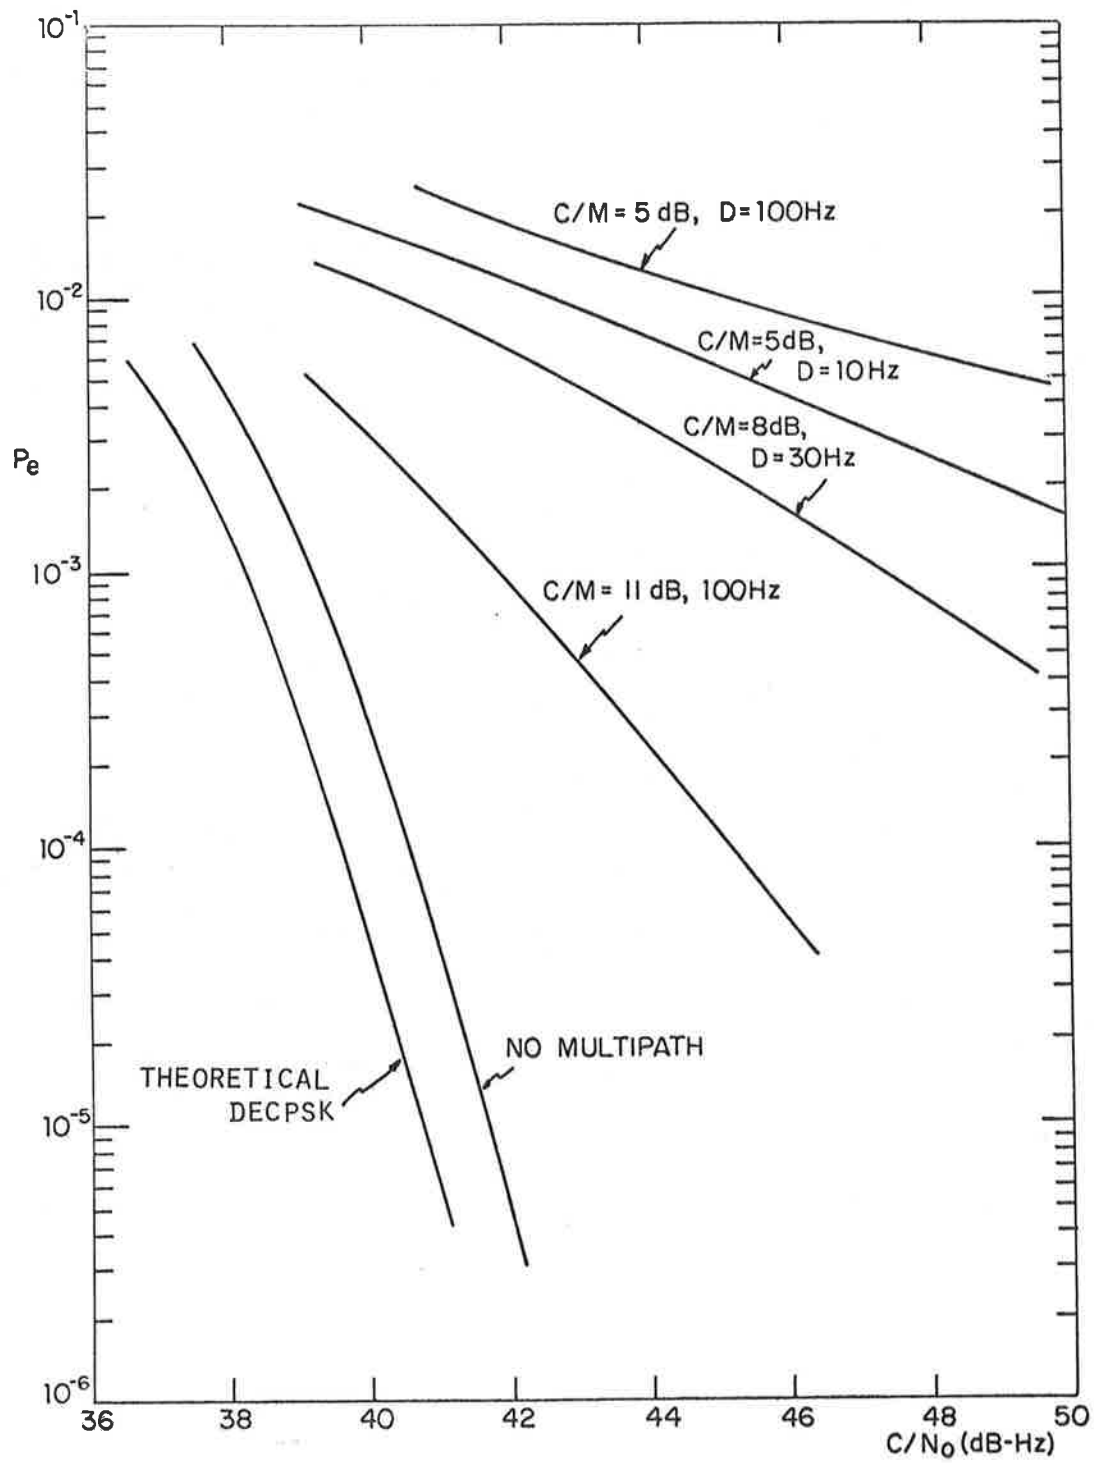 10-1
C/M = 5 dB, D=100Hz
10-2
C/M=5dB,
D=10Hz
C/M=8dB,
D=30Hz
Pe
10-3
C/M = 11 dB, 100Hz
10-4
NO MULTIPATH
THEORETICAL
DECPSK
10-5
10-6
36 38 40 42 44 46 48 50
C/N0 (dB-Hz)